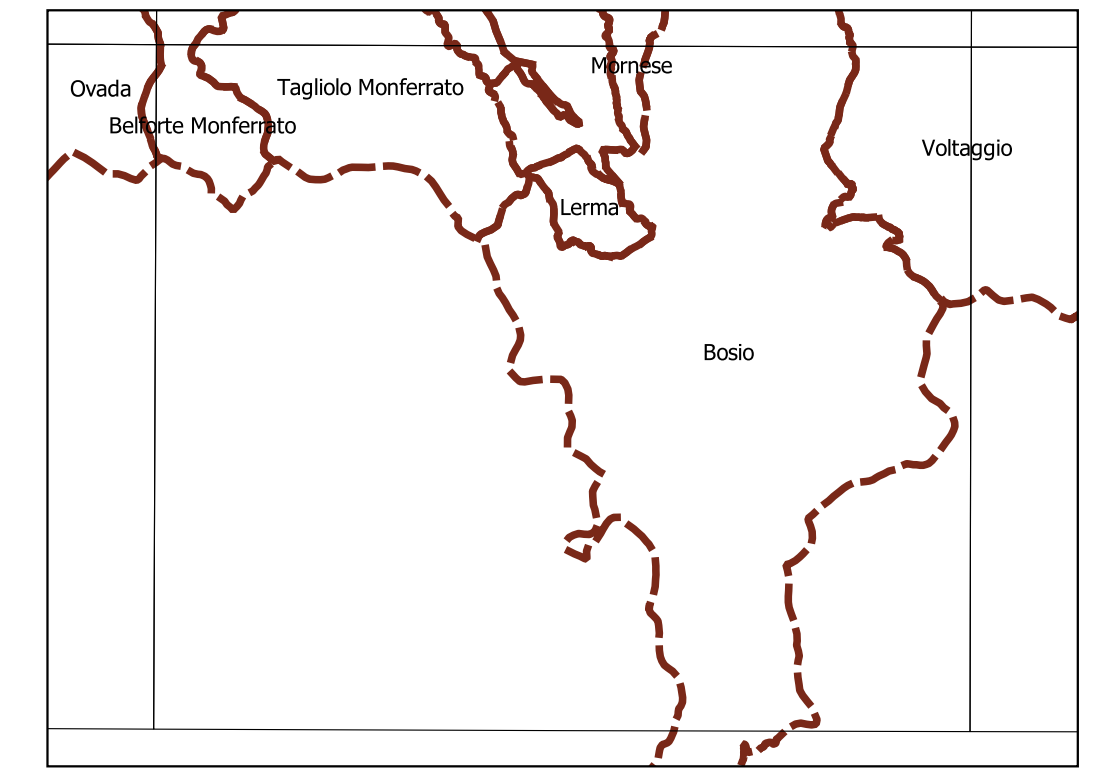 Mornese
Tagliolo Monferrato
Ovada
Belforte Monferrato
Voltaggio
Lerma
Bosio